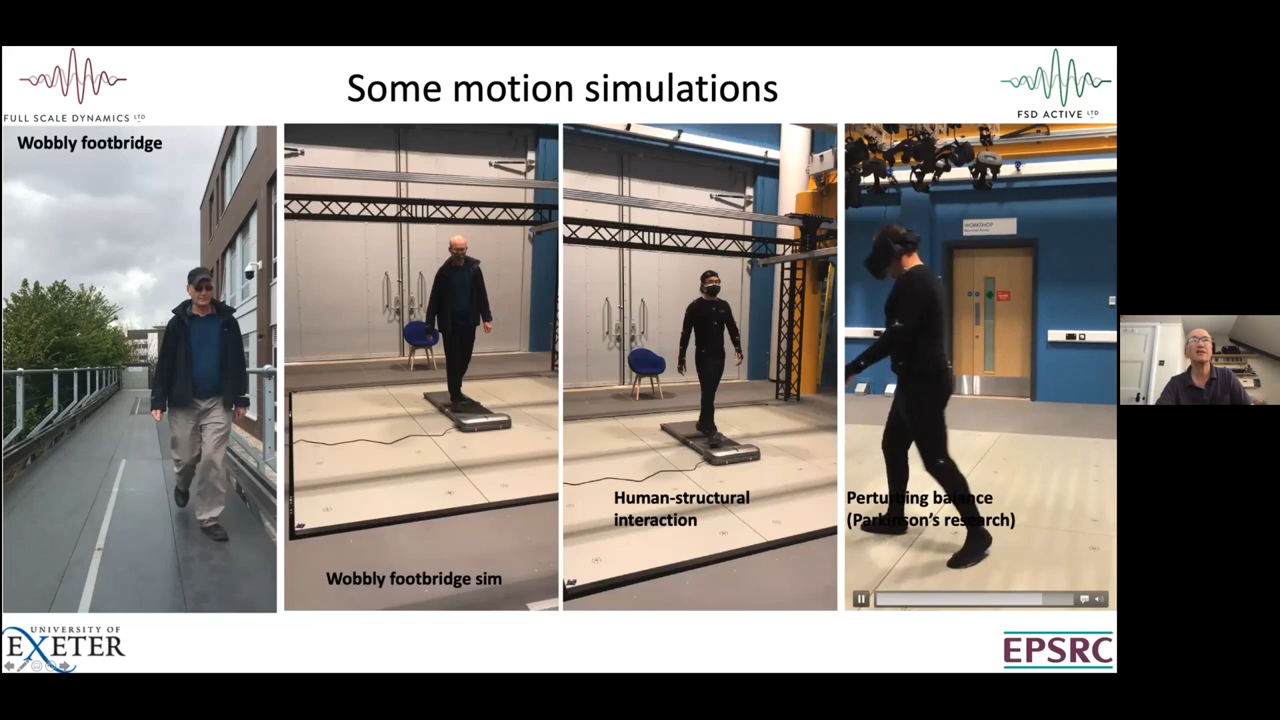 Some motion simulations
FULL SCALE DYNAMICS LTD
FSD ACTIVE LTD
Wobbly footbridge
WORKSHOP
Wobbly footbridge sim
Human-structural
interaction
Perturbing balance
(Parkinson's research)
UNIVERSITY OF
EXETER
EPSRC